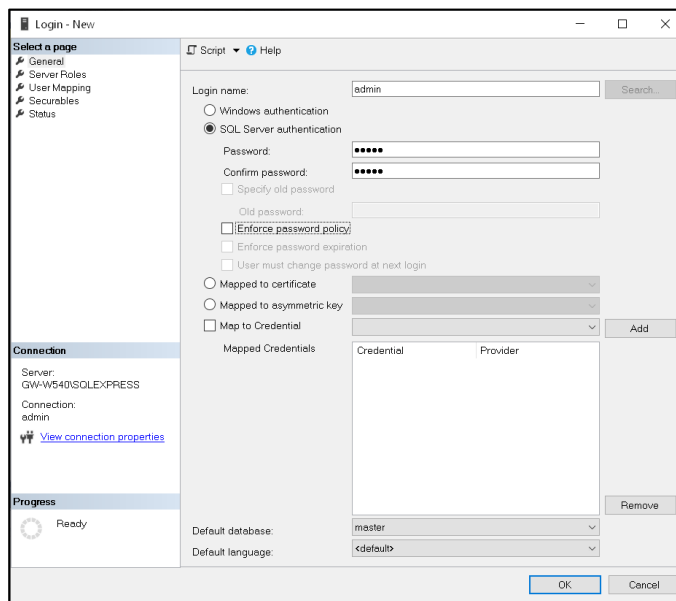 Login - New
Select a page
General
Server Roles
User Mapping
Securables
Status
Script Help
Login name: admin Search...
Windows authentication
SQL Server authentication
Password: •••••
Confirm password: •••••
Specify old password
Old password:
Enforce password policy
Enforce password expiration
User must change password at next login
Mapped to certificate
Mapped to asymmetric key
Map to Credential Add
Mapped Credentials Credential Provider
Remove
Default database: master
Default language: <default>
Connection
Server:
GW-W540\SQLEXPRESS
Connection:
admin
View connection properties
Progress
Ready
OK Cancel